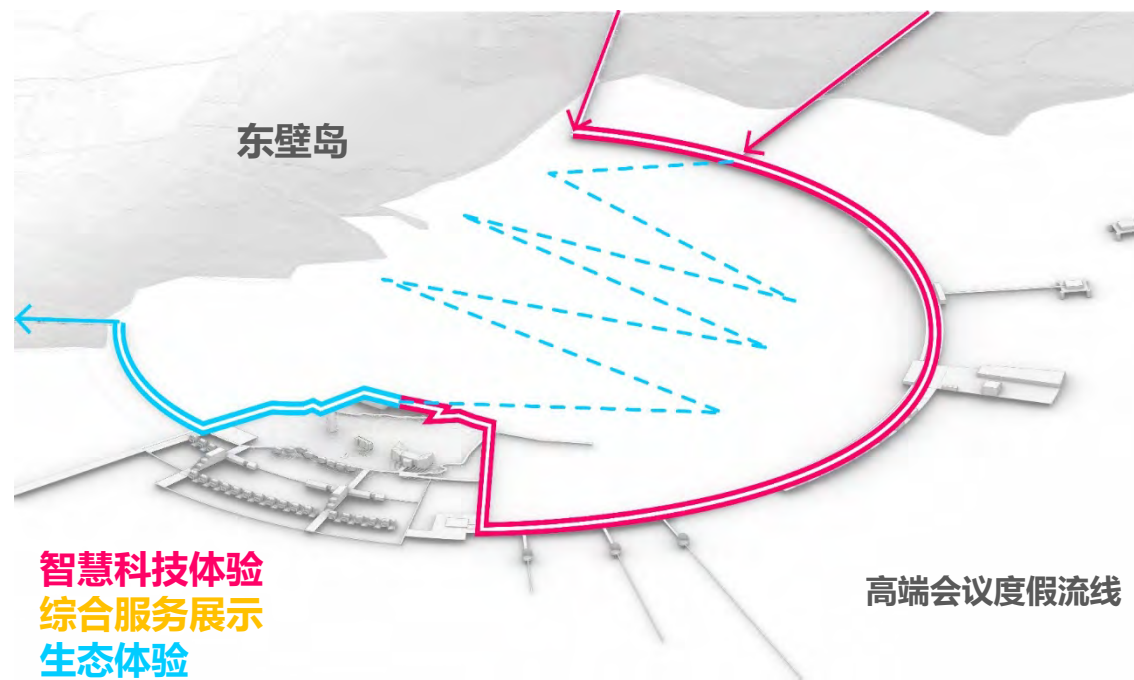 东壁岛
智慧科技体验
综合服务展示
生态体验
高端会议度假流线